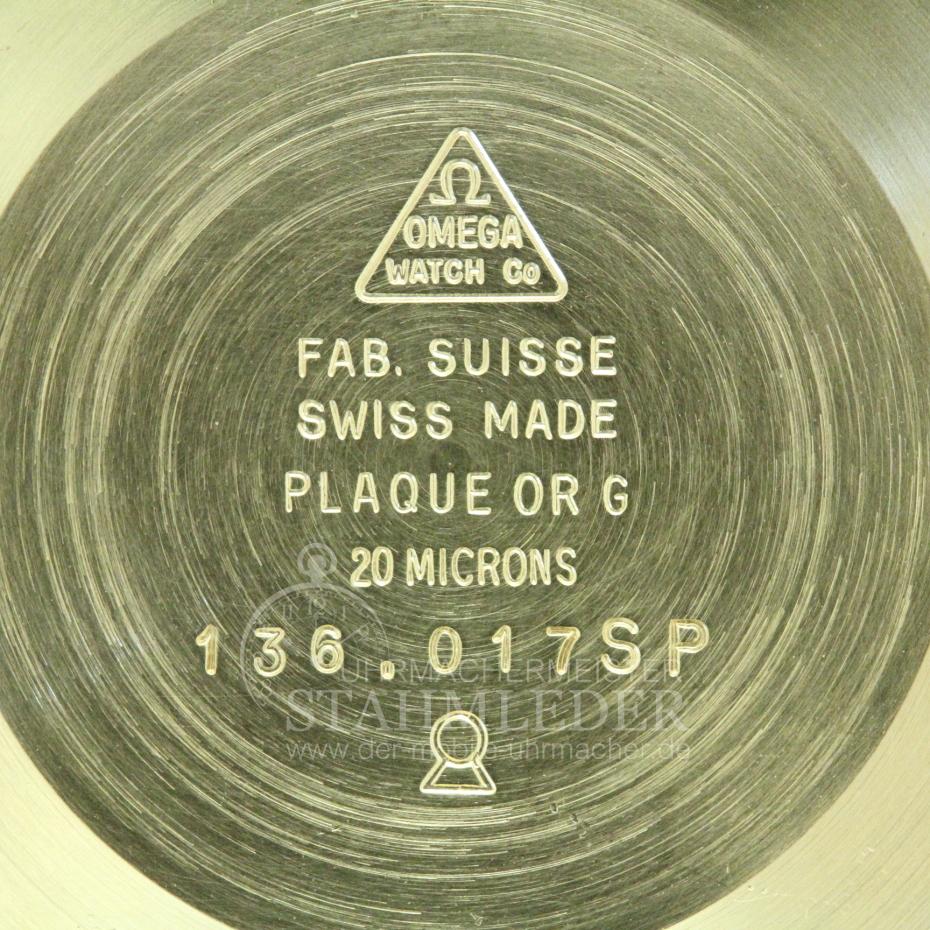 Ω
OMEGA
WATCH Co
FAB. SUISSE
SWISS MADE
PLAQUE OR G
20 MICRONS
136.017SP
UHRMACHERMEISTER
STAHMLEDER
www.der-mobile-uhrmacher.de